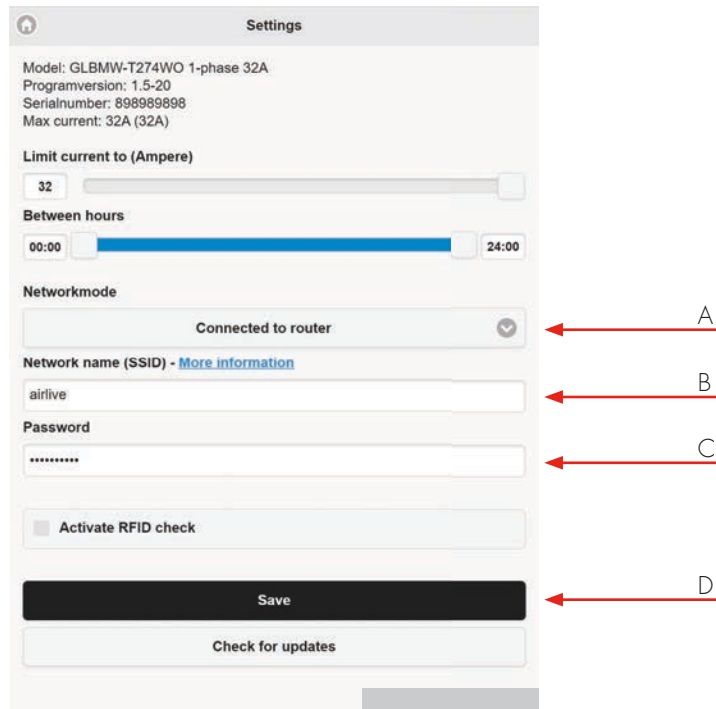 Settings
Model: GLBMW-T274WO 1-phase 32A
Programversion: 1.5-20
Serialnumber: 898989898
Max current: 32A (32A)
Limit current to (Ampere)
32
Between hours
00:00 24:00
Networkmode
Connected to router
A
Network name (SSID) - More information
airlive
B
Password
••••••••••
C
Activate RFID check
Save
D
Check for updates